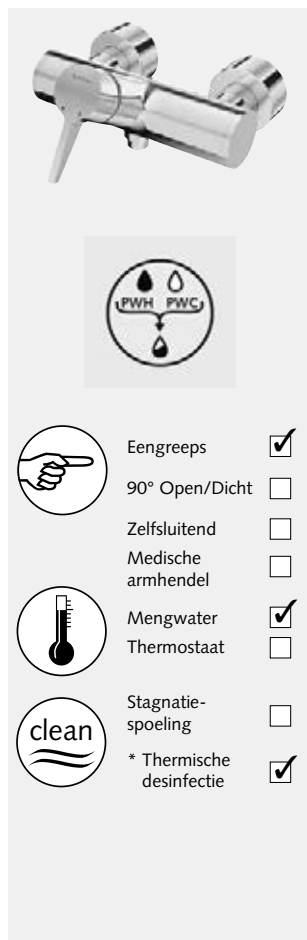 PWH PWC
Eengreeps
90° Open/Dicht
Zelfsluitend
Medische
armhendel
Mengwater
Thermostaat
clean
Stagnatie-
spoeling
* Thermische
desinfectie